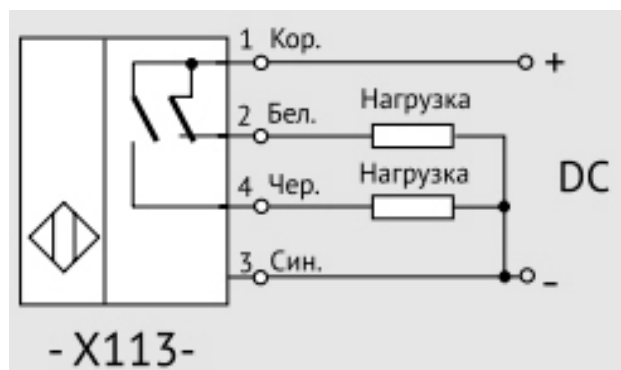 1 Кор. +
2 Бел. Нагрузка
4 Чер. Нагрузка
DC
3 Син. -
- X113-